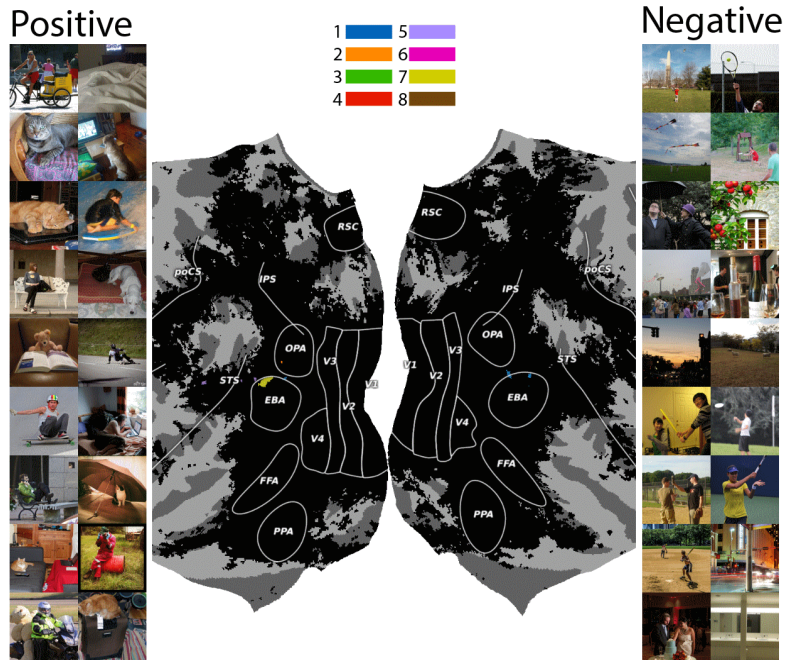 Positive
Negative
1 5
2 6
3 7
4 8
RSC
RSC
poCS
poCS
IPS
IPS
OPA
OPA
V3
V1
V2
V1
V2
V3
STS
STS
EBA
EBA
V4
V4
FFA
FFA
PPA
PPA